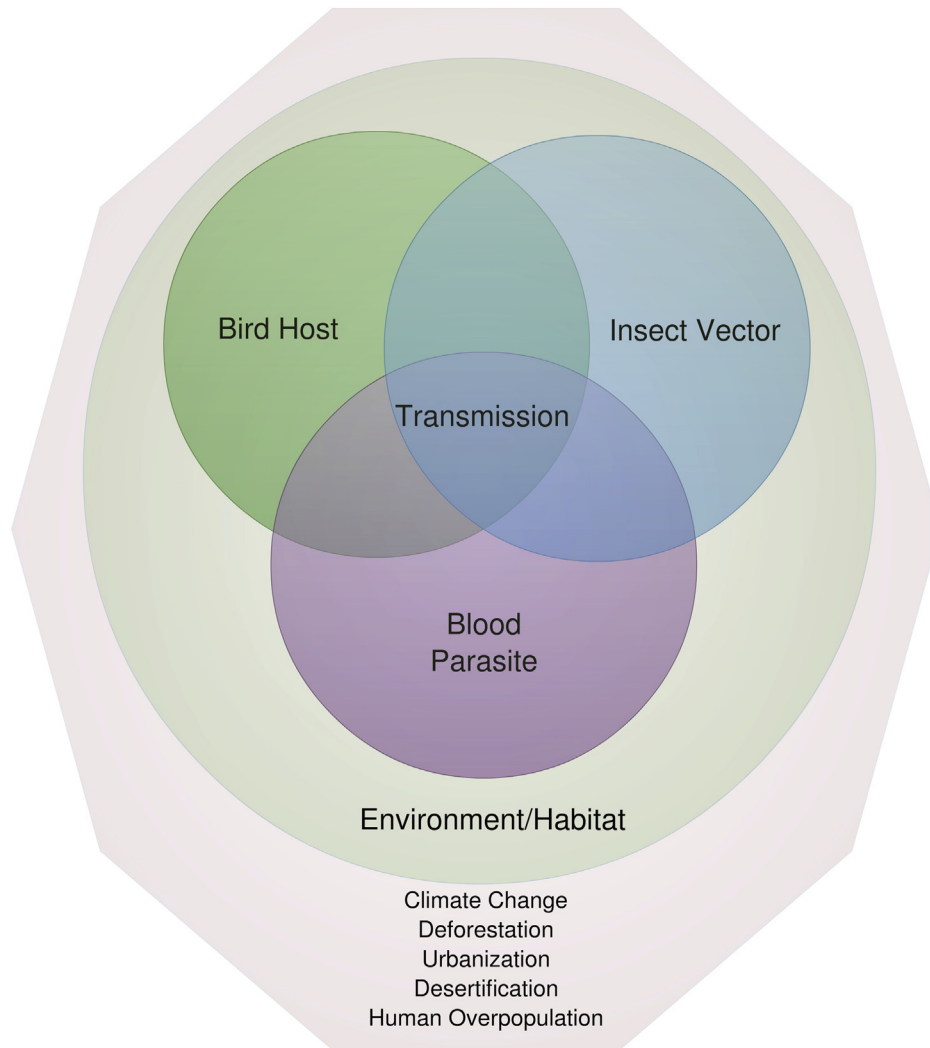 Bird Host
Insect Vector
Transmission
Blood
Parasite
Environment/Habitat
Climate Change
Deforestation
Urbanization
Desertification
Human Overpopulation